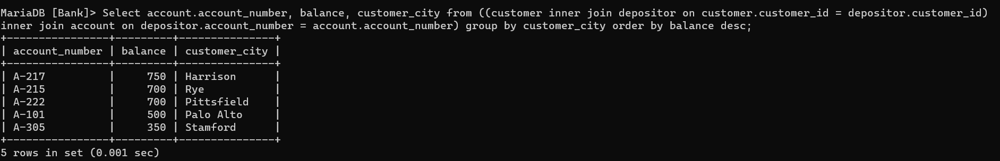 MariaDB [Bank]> Select account.account_number, balance, customer_city from ((customer inner join depositor on customer.customer_id = depositor.customer_id)
inner join account on depositor.account_number = account.account_number) group by customer_city order by balance desc;
+----------------+---------+---------------+
| account_number | balance | customer_city |
+----------------+---------+---------------+
| A-217          |     750 | Harrison      |
| A-215          |     700 | Rye           |
| A-222          |     700 | Pittsfield    |
| A-101          |     500 | Palo Alto     |
| A-305          |     350 | Stamford      |
+----------------+---------+---------------+
5 rows in set (0.001 sec)